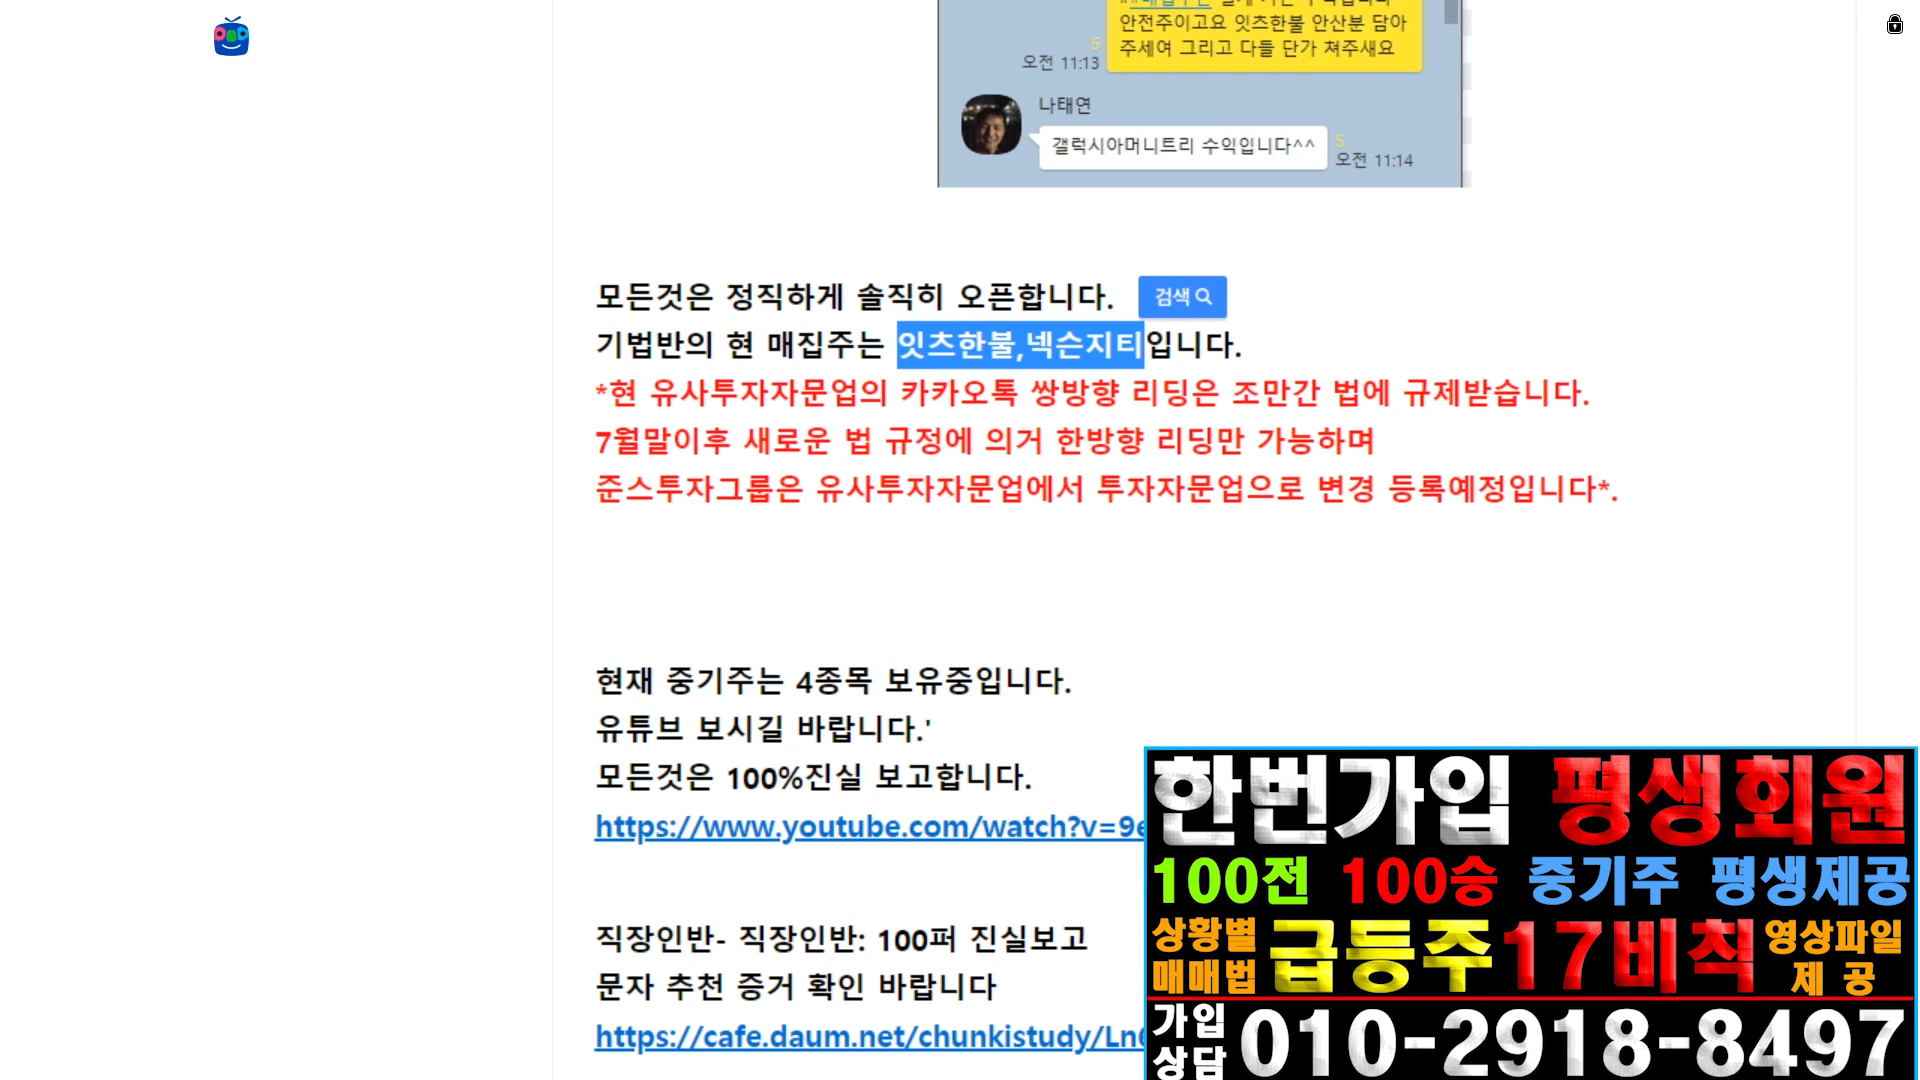 안전주이고요 잇츠한불 안산분 담아
주세여 그리고 다들 단가 쳐주새요
5
오전 11:13
나태연
갤럭시아머니트리 수익입니다^^
5
오전 11:14
모든것은 정직하게 솔직히 오픈합니다.
검색
기법반의 현 매집주는 잇츠한불,넥슨지티입니다.
*현 유사투자자문업의 카카오톡 쌍방향 리딩은 조만간 법에 규제받습니다.
7월말이후 새로운 법 규정에 의거 한방향 리딩만 가능하며
준스투자그룹은 유사투자자문업에서 투자자문업으로 변경 등록예정입니다*.
현재 중기주는 4종목 보유중입니다.
유튜브 보시길 바랍니다.'
모든것은 100%진실 보고합니다.
https://www.youtube.com/watch?v=9e
직장인반- 직장인반: 100퍼 진실보고
문자 추천 증거 확인 바랍니다
https://cafe.daum.net/chunkistudy/Ln6
한번가입 평생회원
100전 100승 중기주 평생제공
상황별 매매법 급등주17비책 영상파일 제 공
가입 상담 010-2918-8497